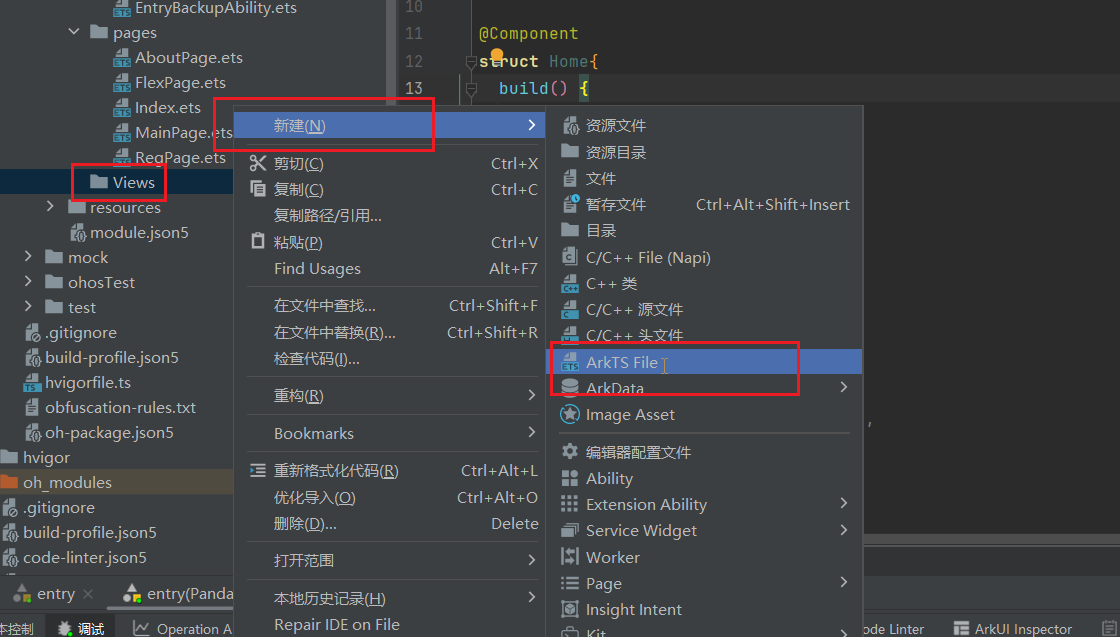 EntryBackupAbility.ets
pages
AboutPage.ets
FlexPage.ets
Index.ets
MainPage.ets
RegPage.ets
Views
resources
module.json5
mock
ohosTest
test
.gitignore
build-profile.json5
hvigorfile.ts
obfuscation-rules.txt
oh-package.json5
hvigor
oh_modules
.gitignore
build-profile.json5
code-linter.json5
10
11 @Component
12 struct Home{
13 build() {
新建(N)
剪切(C) Ctrl+X
复制(C) Ctrl+C
复制路径/引用...
粘贴(P) Ctrl+V
Find Usages Alt+F7
在文件中查找... Ctrl+Shift+F
在文件中替换(R)... Ctrl+Shift+R
检查代码(I)...
重构(R)
Bookmarks
重新格式化代码(R) Ctrl+Alt+L
优化导入(O) Ctrl+Alt+O
删除(D)... Delete
打开范围
本地历史记录(H)
Repair IDE on File
资源文件
资源目录
文件
暂存文件 Ctrl+Alt+Shift+Insert
目录
C/C++ File (Napi)
C++ 类
C/C++ 源文件
C/C++ 头文件
ArkTS File
ArkData
Image Asset
编辑器配置文件
Ability
Extension Ability
Service Widget
Worker
Page
Insight Intent
Kit
,
entry
entry(Panda
本控制
调试
Operation A
ode Linter
ArkUI Inspector